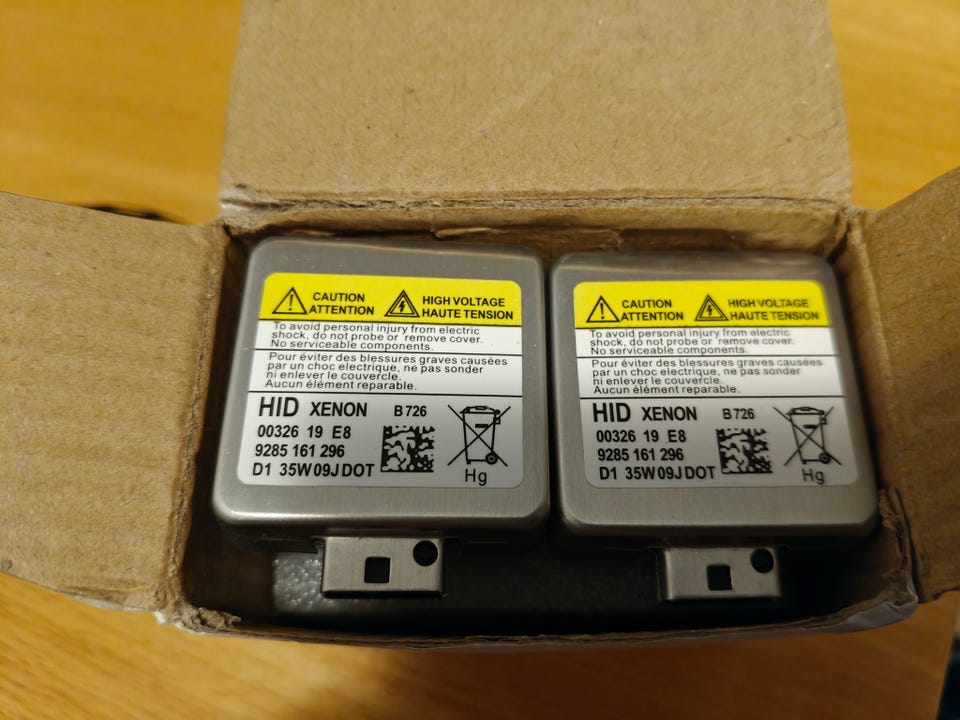 CAUTION
ATTENTION
HIGH VOLTAGE
HAUTE TENSION
To avoid personal injury from electric
shock, do not probe or remove cover.
No serviceable components.
Pour éviter des blessures graves causées
par un choc electrique, ne pas sonder
ni enlever le couvercle.
Aucun élément reparable.
HID XENON B 726
00326 19 E8
9285 161 296
D1 35W 09J DOT
Hg
CAUTION
ATTENTION
HIGH VOLTAGE
HAUTE TENSION
To avoid personal injury from electric
shock, do not probe or remove cover.
No serviceable components.
Pour éviter des blessures graves causées
par un choc electrique, ne pas sonder
ni enlever le couvercle.
Aucun élément reparable.
HID XENON B 726
00326 19 E8
9285 161 296
D1 35W 09J DOT
Hg